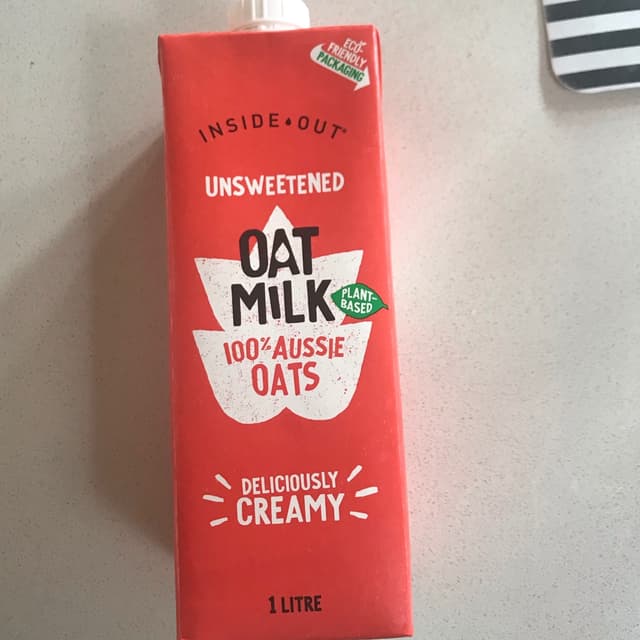 ECO-
FRIENDLY
PACKAGING
INSIDE•OUT®
UNSWEETENED
OAT
MILK
PLANT-
BASED
100% AUSSIE
OATS
DELICIOUSLY
CREAMY
1 LITRE